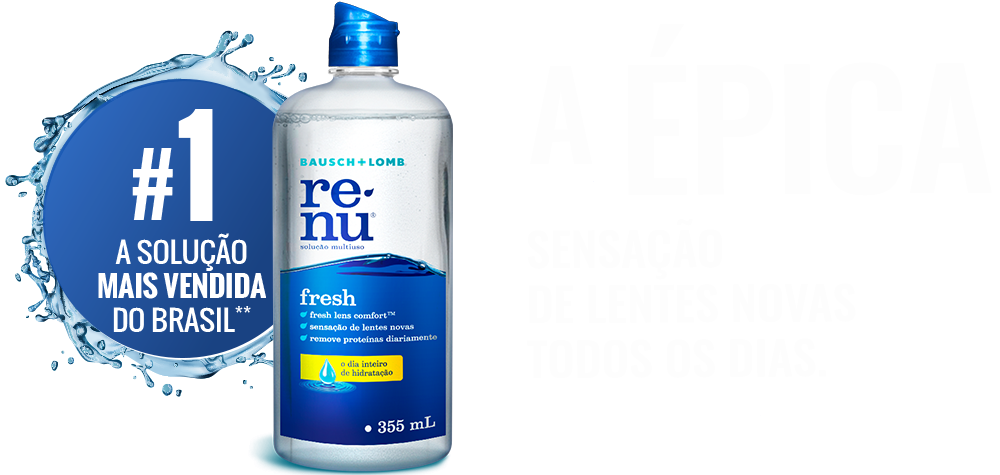 #1
A SOLUÇÃO
MAIS VENDIDA
DO BRASIL**
BAUSCH + LOMB
re
nu®
solução multiuso
fresh
fresh lens comfort™
sensação de lentes novas
remove proteínas diariamente
o dia inteiro
de hidratação
• 355 mL
A ÉPICA
SENSAÇÃO
DE LENTES NOVAS
TODOS OS DIAS.